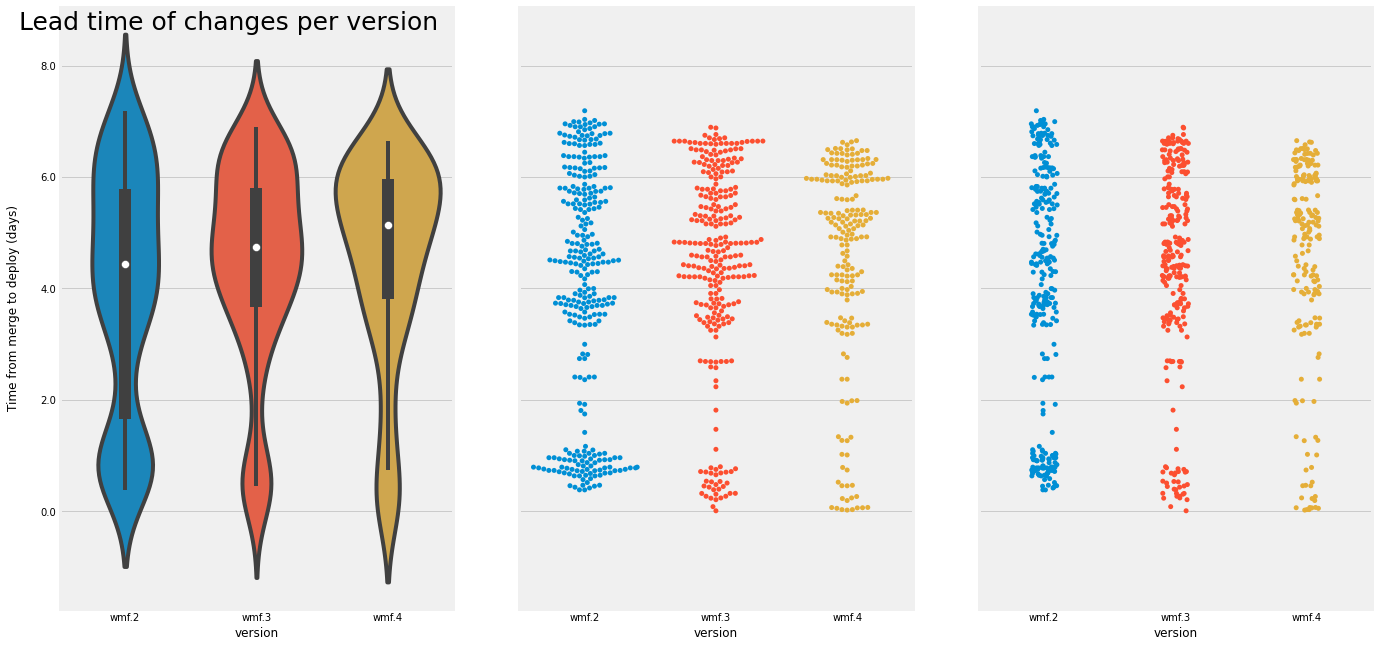 Lead time of changes per version
Time from merge to deploy (days)
8.0
6.0
4.0
2.0
0.0
wmf.2 wmf.3 wmf.4
version
wmf.2 wmf.3 wmf.4
version
wmf.2 wmf.3 wmf.4
version